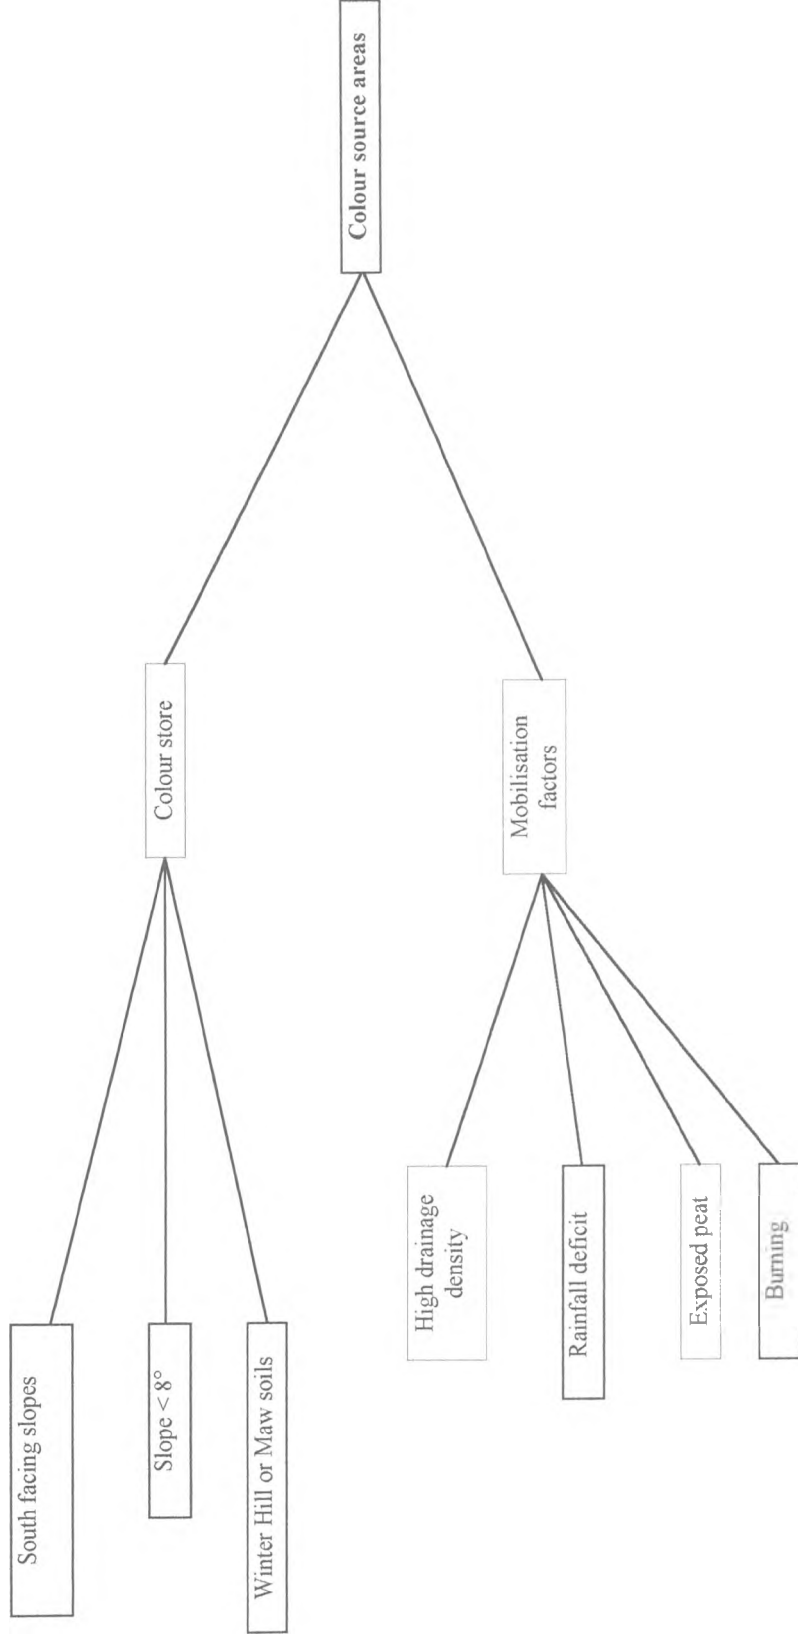 South facing slopes
Slope < 8°
Winter Hill or Maw soils
High drainage
density
Rainfall deficit
Exposed peat
Burning
Colour store
Mobilisation
factors
Colour source areas